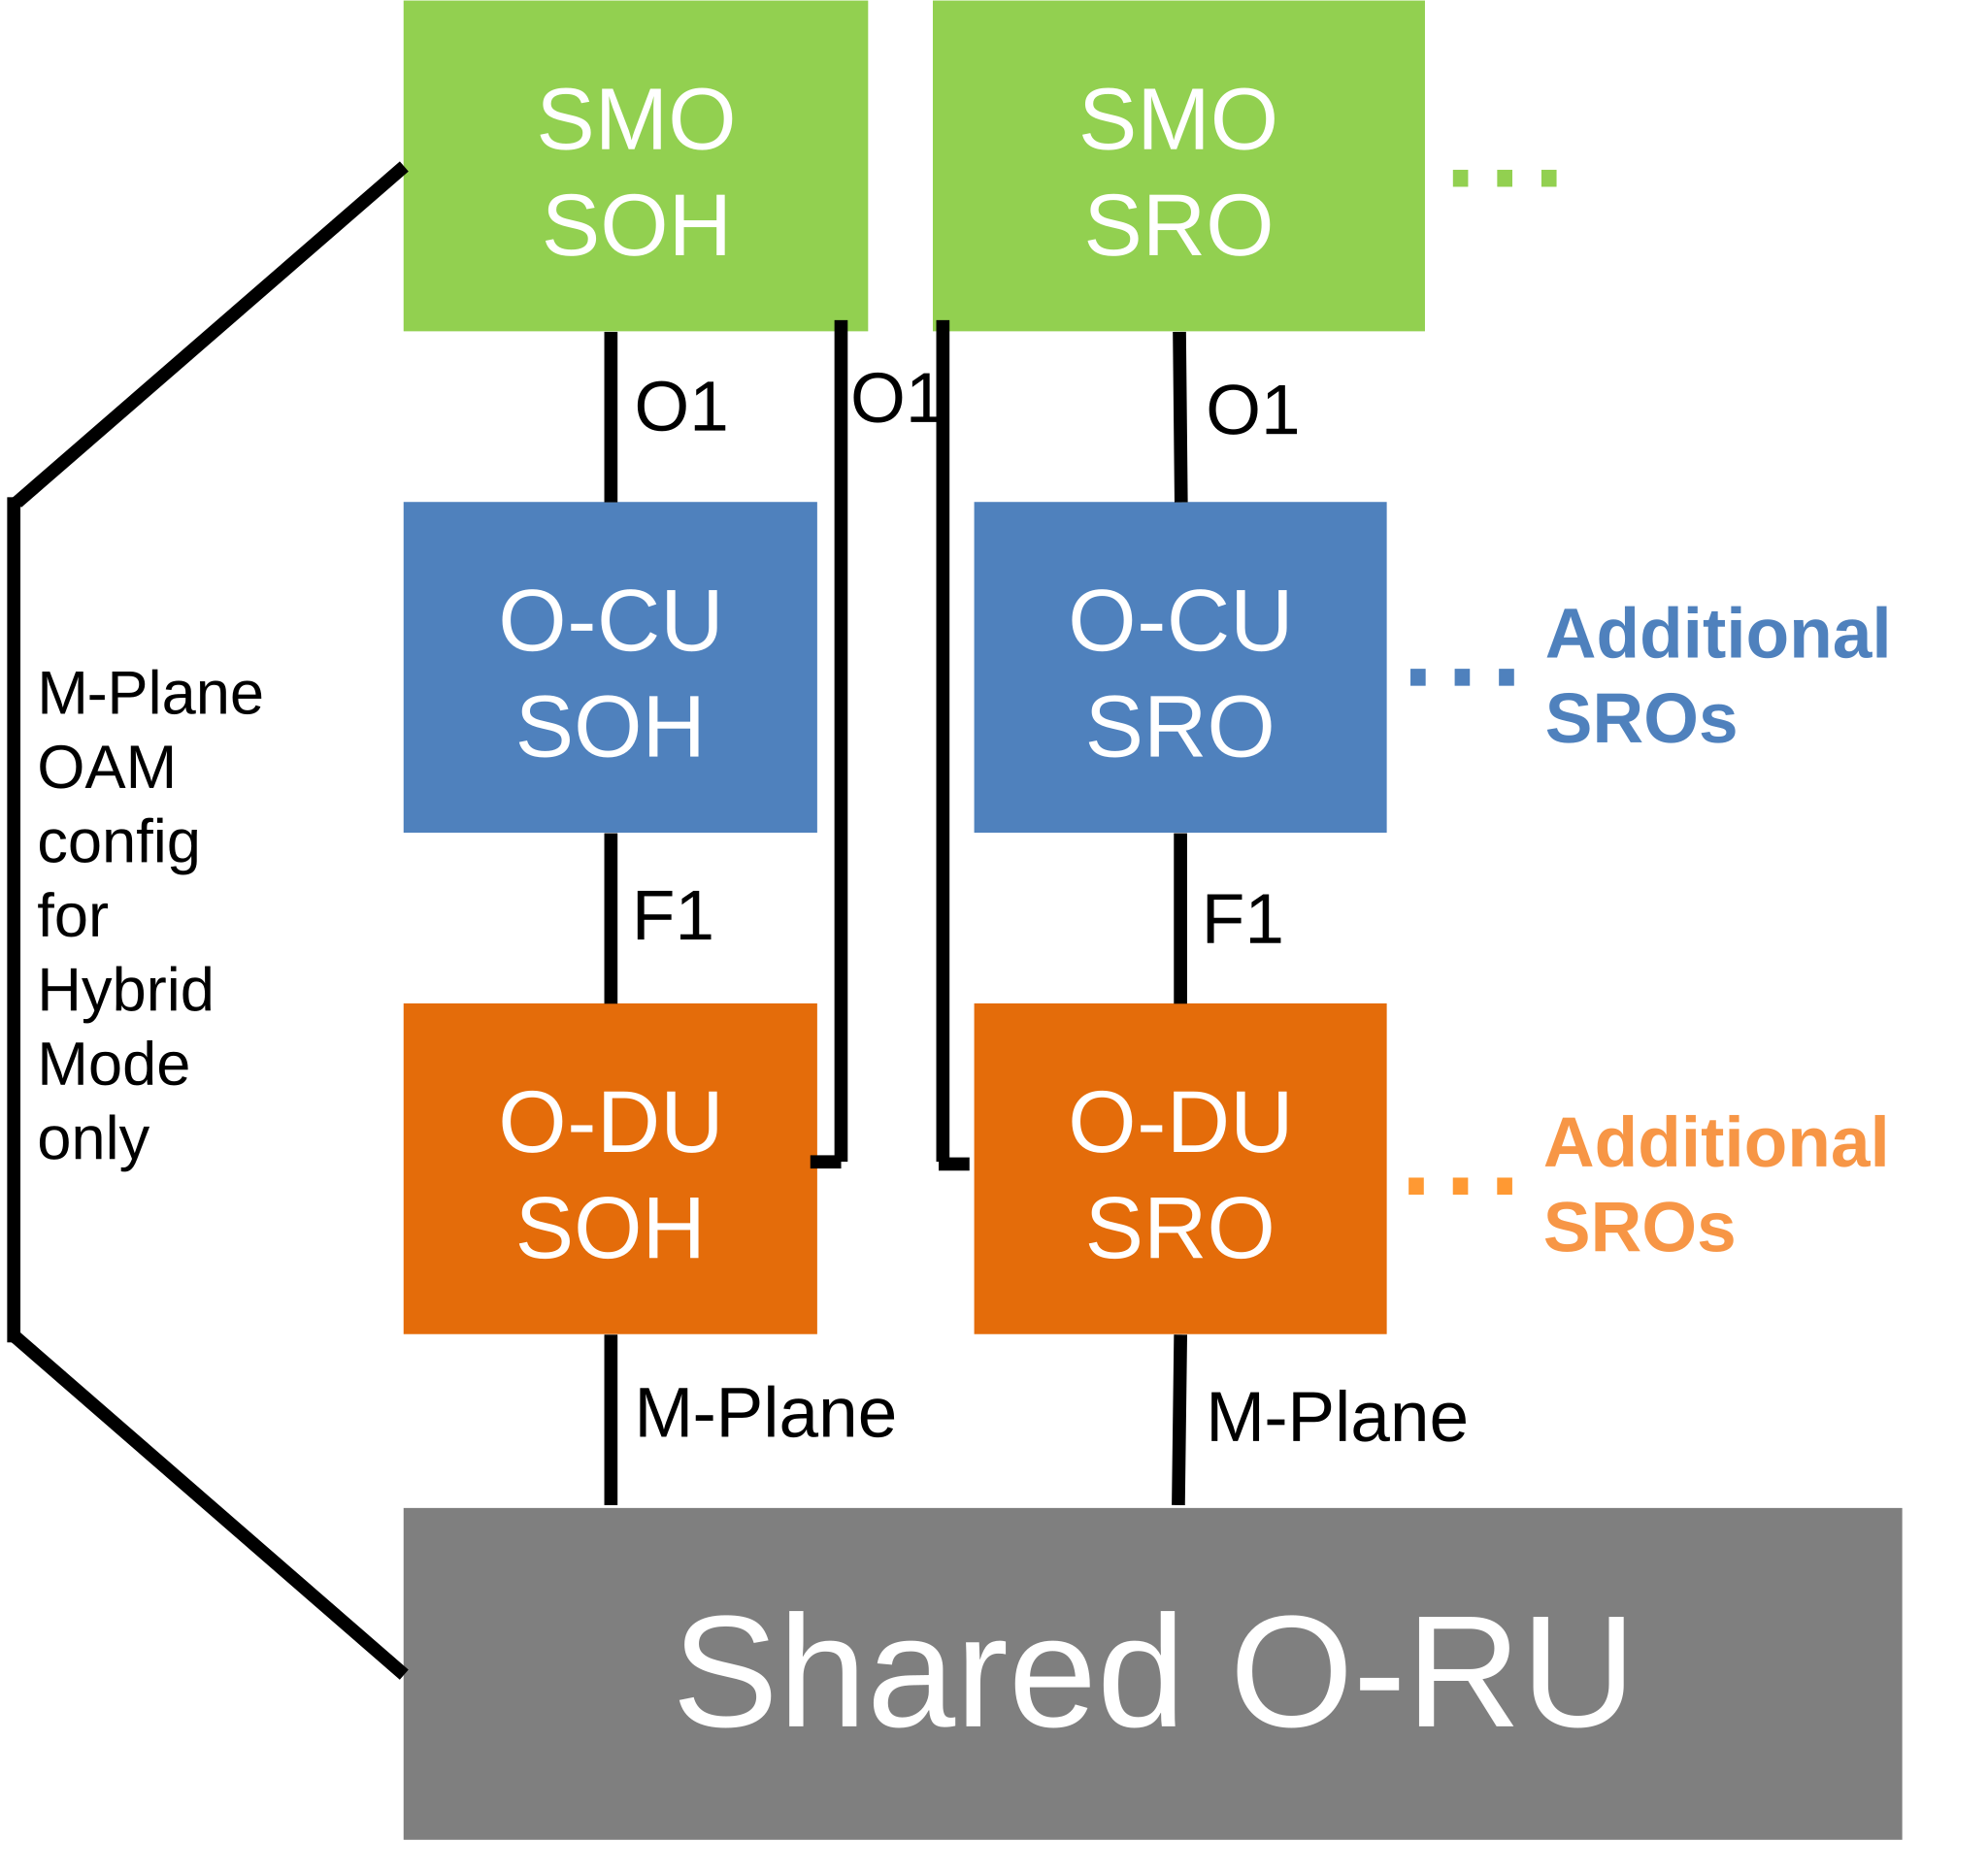 SMO
SOH
SMO
SRO
O1
O1
O1
O-CU
SOH
O-CU
SRO
Additional
SROs
M-Plane
OAM
config
for
Hybrid
Mode
only
F1
F1
O-DU
SOH
O-DU
SRO
Additional
SROs
M-Plane
M-Plane
Shared O-RU